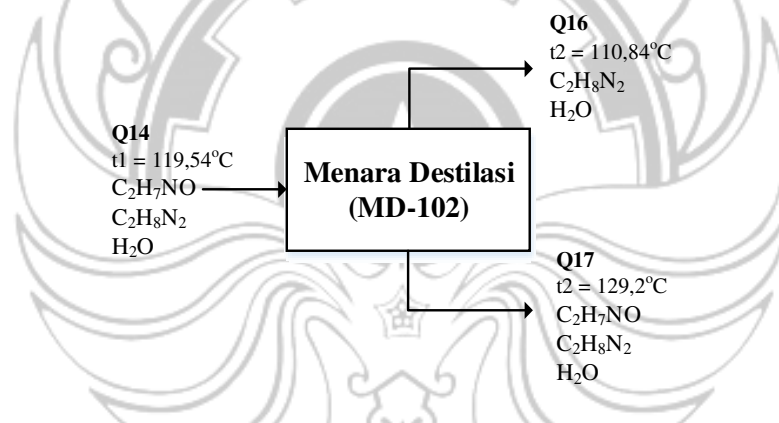 Q16
t2 = 110,84°C
C₂H₈N₂
H₂O
Q14
t1 = 119,54°C
C₂H₇NO
C₂H₈N₂
H₂O
Menara Destilasi
(MD-102)
Q17
t2 = 129,2°C
C₂H₇NO
C₂H₈N₂
H₂O